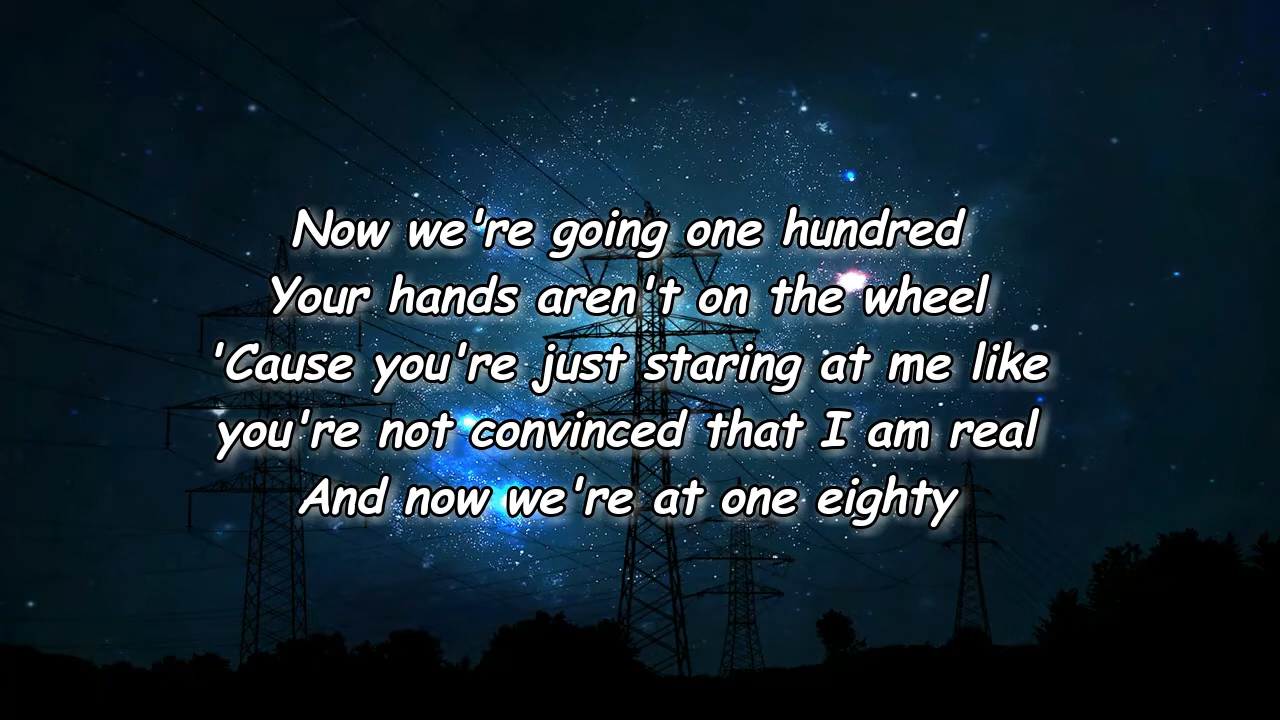 Now we're going one hundred
Your hands aren't on the wheel
'Cause you're just staring at me like
you're not convinced that I am real
And now we're at one eighty